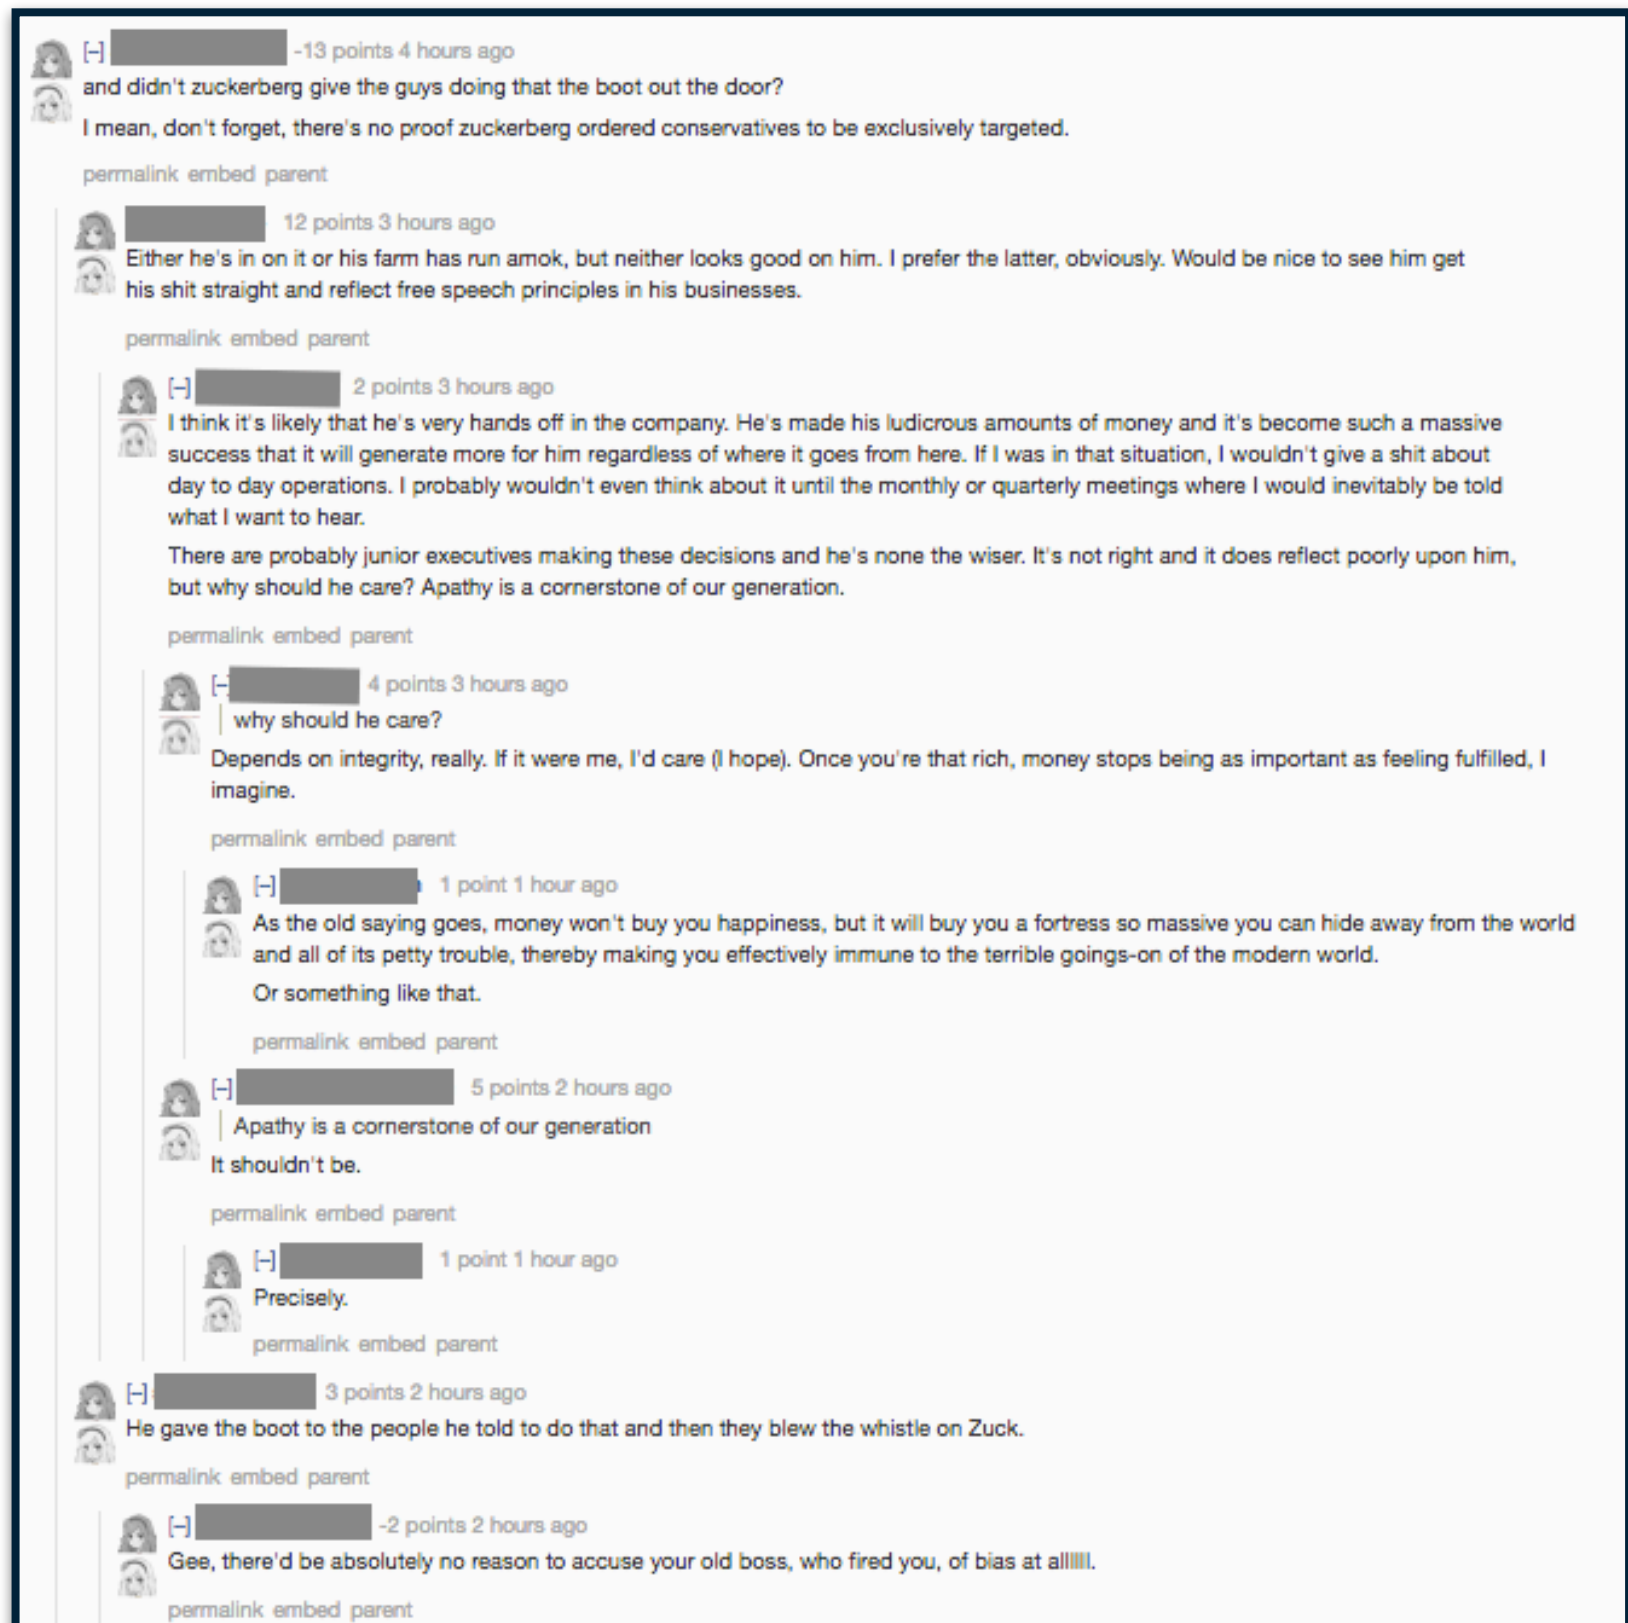 [–] -13 points 4 hours ago
and didn't zuckerberg give the guys doing that the boot out the door?
I mean, don't forget, there's no proof zuckerberg ordered conservatives to be exclusively targeted.
permalink embed parent
12 points 3 hours ago
Either he's in on it or his farm has run amok, but neither looks good on him. I prefer the latter, obviously. Would be nice to see him get
his shit straight and reflect free speech principles in his businesses.
permalink embed parent
[–] 2 points 3 hours ago
I think it's likely that he's very hands off in the company. He's made his ludicrous amounts of money and it's become such a massive
success that it will generate more for him regardless of where it goes from here. If I was in that situation, I wouldn't give a shit about
day to day operations. I probably wouldn't even think about it until the monthly or quarterly meetings where I would inevitably be told
what I want to hear.
There are probably junior executives making these decisions and he's none the wiser. It's not right and it does reflect poorly upon him,
but why should he care? Apathy is a cornerstone of our generation.
permalink embed parent
[– 4 points 3 hours ago
why should he care?
Depends on integrity, really. If it were me, I'd care (I hope). Once you're that rich, money stops being as important as feeling fulfilled, I
imagine.
permalink embed parent
[–] 1 point 1 hour ago
As the old saying goes, money won't buy you happiness, but it will buy you a fortress so massive you can hide away from the world
and all of its petty trouble, thereby making you effectively immune to the terrible goings-on of the modern world.
Or something like that.
permalink embed parent
[–] 5 points 2 hours ago
Apathy is a cornerstone of our generation
It shouldn't be.
permalink embed parent
[–] 1 point 1 hour ago
Precisely.
permalink embed parent
[–] 3 points 2 hours ago
He gave the boot to the people he told to do that and then they blew the whistle on Zuck.
permalink embed parent
[–] -2 points 2 hours ago
Gee, there'd be absolutely no reason to accuse your old boss, who fired you, of bias at alllllll.
permalink embed parent